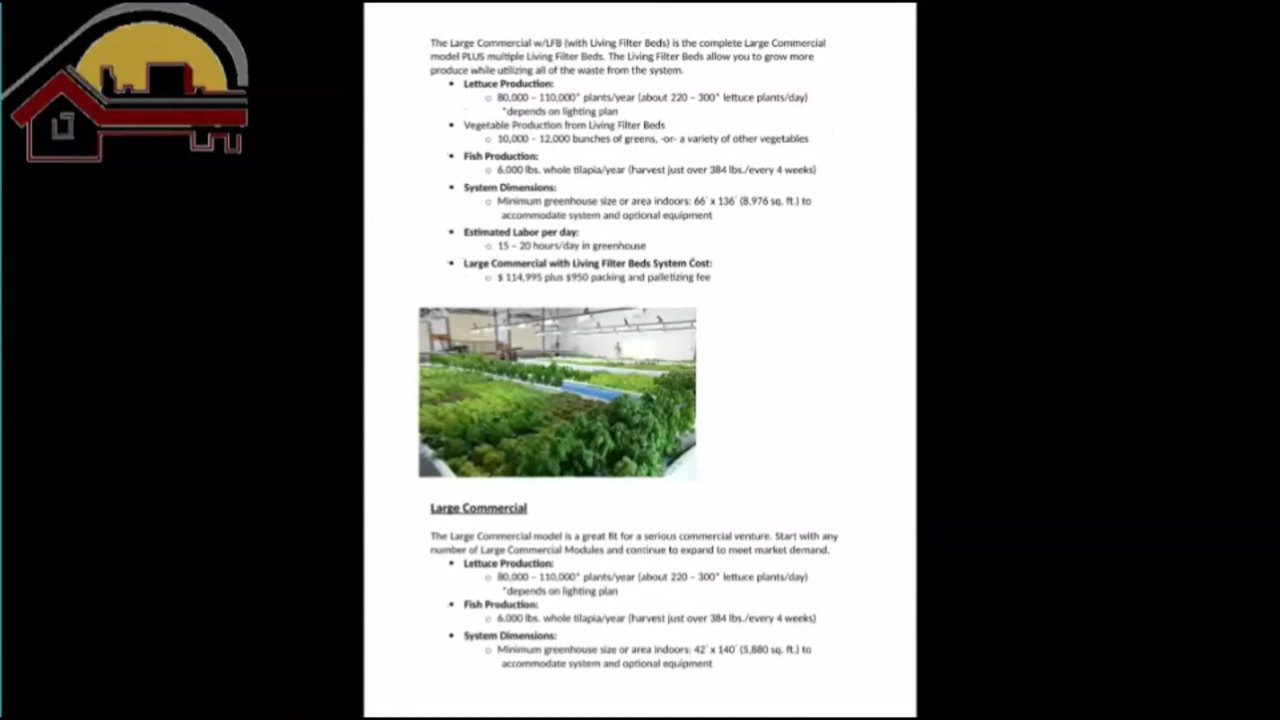 The Large Commercial w/LFB (with Living Filter Beds) is the complete Large Commercial
model PLUS multiple Living Filter Beds. The Living Filter Beds allow you to grow more
produce while utilizing all of the waste from the system.
• Lettuce Production:
○ 80,000 – 110,000* plants/year (about 220 – 300* lettuce plants/day)
*depends on lighting plan
• Vegetable Production from Living Filter Beds
○ 10,000 – 12,000 bunches of greens, -or- a variety of other vegetables
• Fish Production:
○ 6,000 lbs. whole tilapia/year (harvest just over 384 lbs./every 4 weeks)
• System Dimensions:
○ Minimum greenhouse size or area indoors: 66' x 136' (8,976 sq. ft.) to
accommodate system and optional equipment
• Estimated Labor per day:
○ 15 – 20 hours/day in greenhouse
• Large Commercial with Living Filter Beds System Cost:
○ $ 114,995 plus $950 packing and palletizing fee
Large Commercial
The Large Commercial model is a great fit for a serious commercial venture. Start with any
number of Large Commercial Modules and continue to expand to meet market demand.
• Lettuce Production:
○ 80,000 – 110,000* plants/year (about 220 – 300* lettuce plants/day)
*depends on lighting plan
• Fish Production:
○ 6,000 lbs. whole tilapia/year (harvest just over 384 lbs./every 4 weeks)
• System Dimensions:
○ Minimum greenhouse size or area indoors: 42' x 140' (5,880 sq. ft.) to
accommodate system and optional equipment